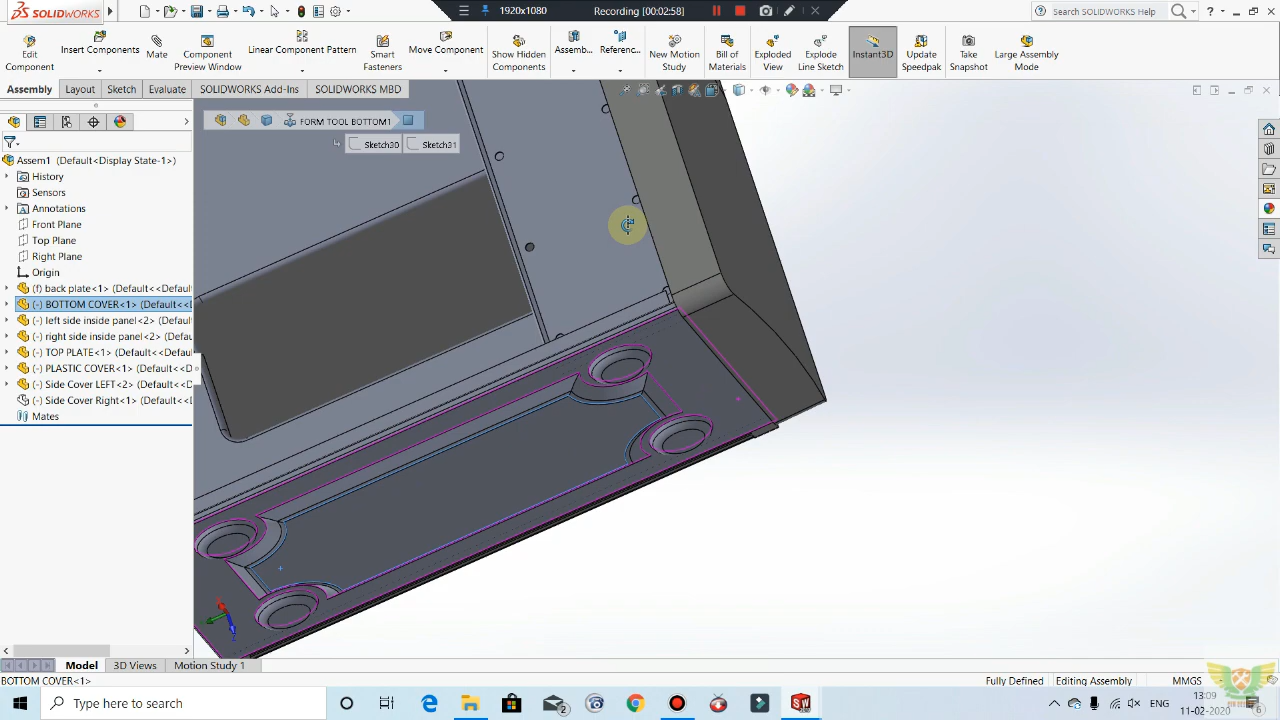 SOLIDWORKS
1920x1080
Recording [00:02:58]
Search SOLIDWORKS Help
Edit Component
Insert Components
Mate
Component Preview Window
Linear Component Pattern
Smart Fasteners
Move Component
Show Hidden Components
Assemb...
Referenc...
New Motion Study
Bill of Materials
Exploded View
Explode Line Sketch
Instant3D
Update Speedpak
Take Snapshot
Large Assembly Mode
Assembly
Layout
Sketch
Evaluate
SOLIDWORKS Add-Ins
SOLIDWORKS MBD
FORM TOOL BOTTOM1
Sketch30
Sketch31
Assem1 (Default<Display State-1>)
History
Sensors
Annotations
Front Plane
Top Plane
Right Plane
Origin
(f) back plate<1> (Default<<Defau
(-) BOTTOM COVER<1> (Default<<D
(-) left side inside panel<2> (Defau
(-) right side inside panel<2> (Defa
(-) TOP PLATE<1> (Default<<Defau
(-) PLASTIC COVER<1> (Default<<D
(-) Side Cover LEFT<2> (Default<<D
(-) Side Cover Right<1> (Default<<
Mates
Model
3D Views
Motion Study 1
BOTTOM COVER<1>
Fully Defined
Editing Assembly
MMGS
Type here to search
2
ENG
13:09
11-02-2020
6